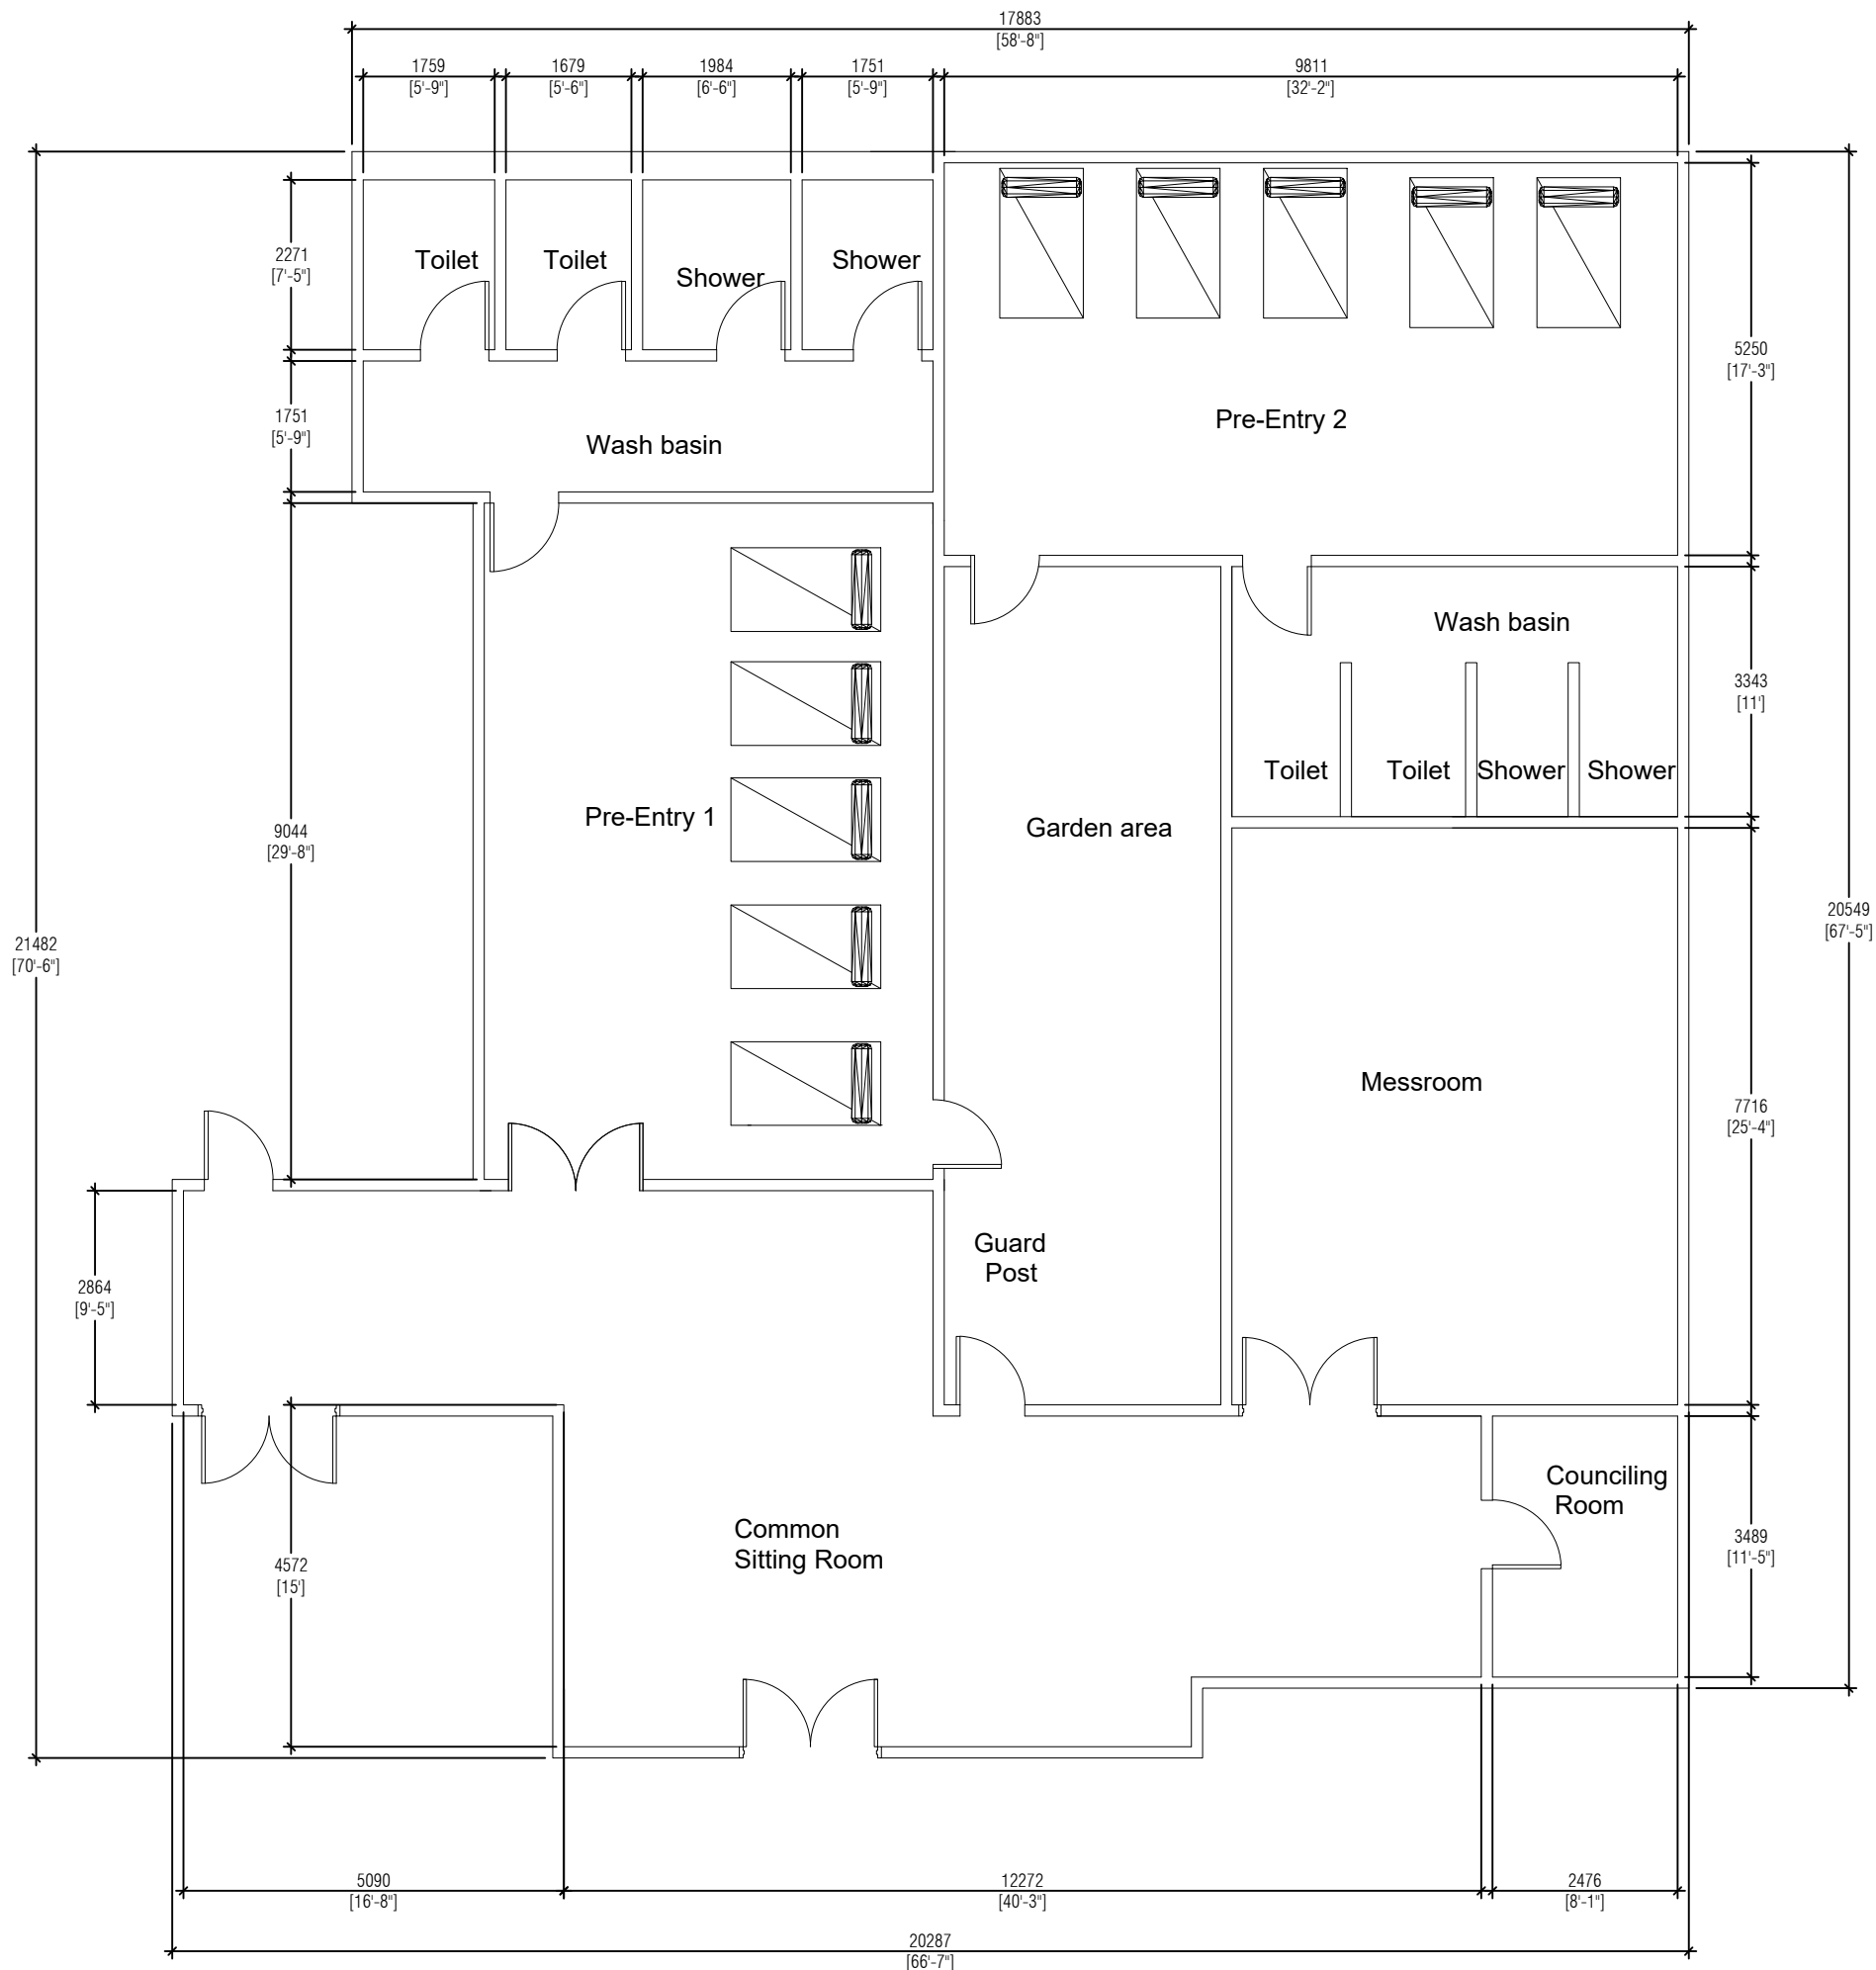 17883
[58'-8"]
1759
[5'-9"]
1679
[5'-6"]
1984
[6'-6"]
1751
[5'-9"]
9811
[32'-2"]
2271
[7'-5"]
Toilet
Toilet
Shower
Shower
5250
[17'-3"]
1751
[5'-9"]
Wash basin
Pre-Entry 2
Wash basin
3343
[11']
Toilet
Toilet
Shower
Shower
9044
[29'-8"]
Pre-Entry 1
Garden area
21482
[70'-6"]
20549
[67'-5"]
Messroom
7716
[25'-4"]
Guard
Post
2864
[9'-5"]
Counciling
Room
Common
Sitting Room
4572
[15']
3489
[11'-5"]
5090
[16'-8"]
12272
[40'-3"]
2476
[8'-1"]
20287
[66'-7"]